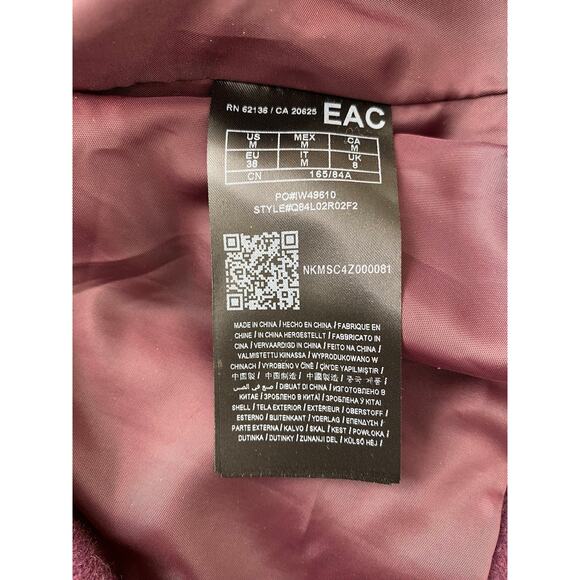 RN 62136 / CA 20625 EAC
US MEX CA
M M M
EU IT UK
38 M 8
CN 165/84A
PO#IW49610
STYLE#Q84L02R02F2
NKMSC4Z000081
MADE IN CHINA / HECHO EN CHINA / FABRIQUE EN
CHINE / IN CHINA HERGESTELLT / FABBRICATO IN
CINA / VERVAARDIGD IN CHINA / FEITO NA CHINA /
VALMISTETTU KIINASSA / WYPRODUKOWANO W
CHINACH / VYROBENO V ČÍNĚ / ÇİN'DE YAPILMIŞTIR /
中國製 / 中国制造 / 中國製造 / 중국 제품 /
صنع في الصين / DIBUAT DI CHINA / ИЗГОТОВЛЕНО В
КИТАЕ / ЗРОБЛЕНО В КИТАЇ / ЗРОБЛЕНА Ў КІТАІ
SHELL / TELA EXTERIOR / EXTÉRIEUR / OBERSTOFF /
ESTERNO / BUITENKANT / YDERLAG / ΕΠΕΝΔΥΣΗ /
PARTE EXTERNA / KALVO / SKAL / KEST / POWŁOKA /
DUTINKA / DUTINKY / ZUNANJI DEL / KÜLSŐ HÉJ /